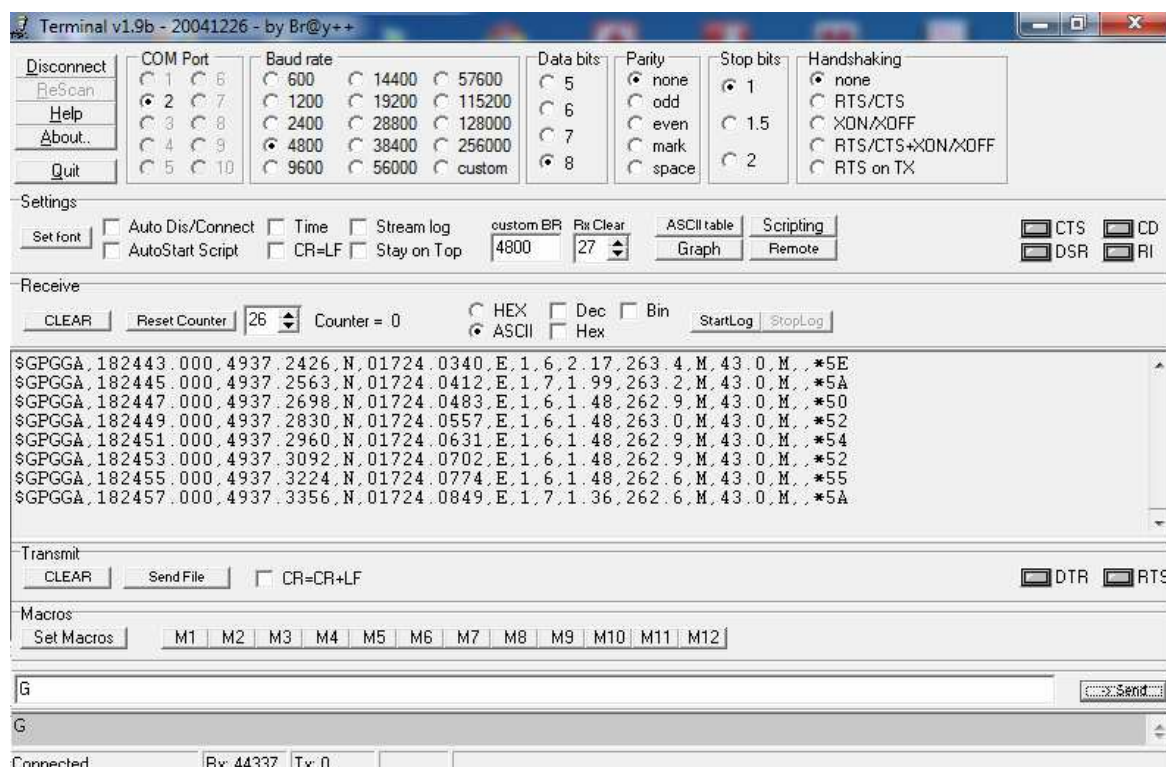 Terminal v1.9b - 20041226 - by Br@y++
Disconnect
ReScan
Help
About..
Quit
COM Port
1 6
2 7
3 8
4 9
5 10
Baud rate
600 14400 57600
1200 19200 115200
2400 28800 128000
4800 38400 256000
9600 56000 custom
Data bits
5
6
7
8
Parity
none
odd
even
mark
space
Stop bits
1
1.5
2
Handshaking
none
RTS/CTS
XON/XOFF
RTS/CTS+XON/XOFF
RTS on TX
Settings
Set font
Auto Dis/Connect Time Stream log
AutoStart Script CR=LF Stay on Top
custom BR Rx Clear
4800 27
ASCII table Scripting
Graph Remote
CTS CD
DSR RI
Receive
CLEAR Reset Counter 26 Counter = 0
HEX Dec Bin
ASCII Hex
StartLog StopLog
$GPGGA,182443.000,4937.2426,N,01724.0340,E,1,6,2.17,263.4,M,43.0,M,,*5E
$GPGGA,182445.000,4937.2563,N,01724.0412,E,1,7,1.99,263.2,M,43.0,M,,*5A
$GPGGA,182447.000,4937.2698,N,01724.0483,E,1,6,1.48,262.9,M,43.0,M,,*50
$GPGGA,182449.000,4937.2830,N,01724.0557,E,1,6,1.48,263.0,M,43.0,M,,*52
$GPGGA,182451.000,4937.2960,N,01724.0631,E,1,6,1.48,262.9,M,43.0,M,,*54
$GPGGA,182453.000,4937.3092,N,01724.0702,E,1,6,1.48,262.9,M,43.0,M,,*52
$GPGGA,182455.000,4937.3224,N,01724.0774,E,1,6,1.48,262.6,M,43.0,M,,*55
$GPGGA,182457.000,4937.3356,N,01724.0849,E,1,7,1.36,262.6,M,43.0,M,,*5A
Transmit
CLEAR Send File CR=CR+LF
DTR RTS
Macros
Set Macros M1 M2 M3 M4 M5 M6 M7 M8 M9 M10 M11 M12
G
-> Send
G
Connected Rx: 44337 Tx: 0